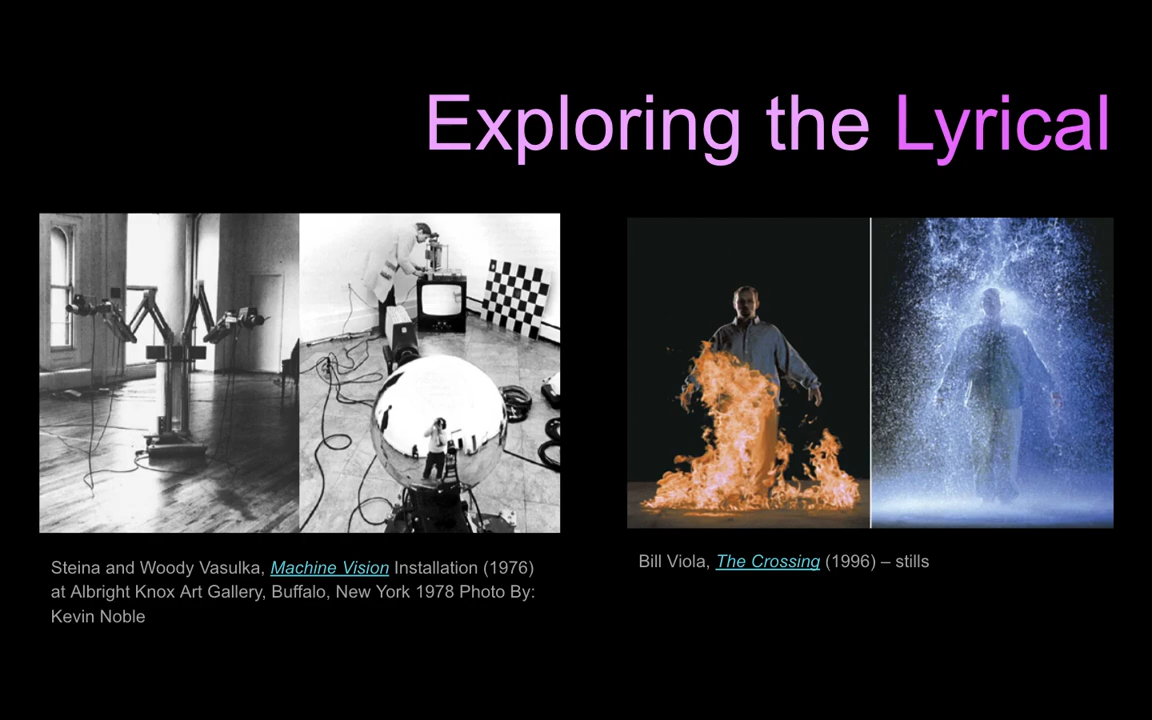 Exploring the Lyrical
Steina and Woody Vasulka, Machine Vision Installation (1976)
at Albright Knox Art Gallery, Buffalo, New York 1978 Photo By:
Kevin Noble
Bill Viola, The Crossing (1996) – stills